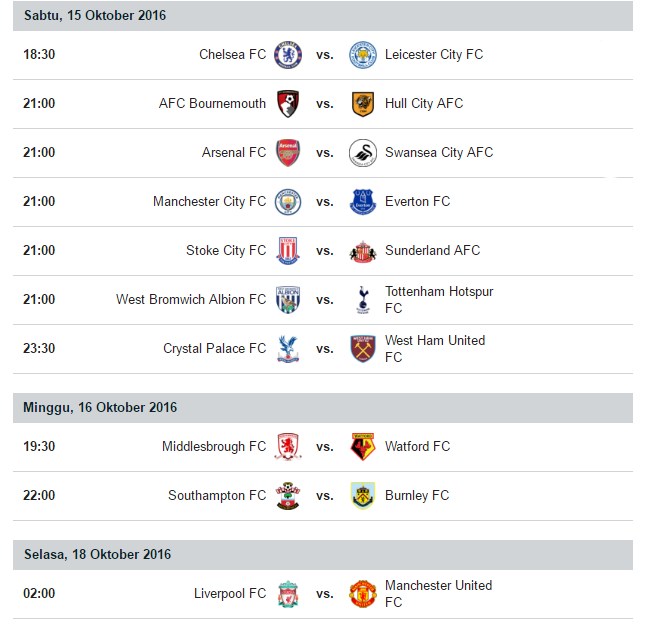 Sabtu, 15 Oktober 2016
18:30 Chelsea FC vs. Leicester City FC
21:00 AFC Bournemouth vs. Hull City AFC
21:00 Arsenal FC vs. Swansea City AFC
21:00 Manchester City FC vs. Everton FC
21:00 Stoke City FC vs. Sunderland AFC
21:00 West Bromwich Albion FC vs. Tottenham Hotspur
FC
23:30 Crystal Palace FC vs. West Ham United
FC
Minggu, 16 Oktober 2016
19:30 Middlesbrough FC vs. Watford FC
22:00 Southampton FC vs. Burnley FC
Selasa, 18 Oktober 2016
02:00 Liverpool FC vs. Manchester United
FC